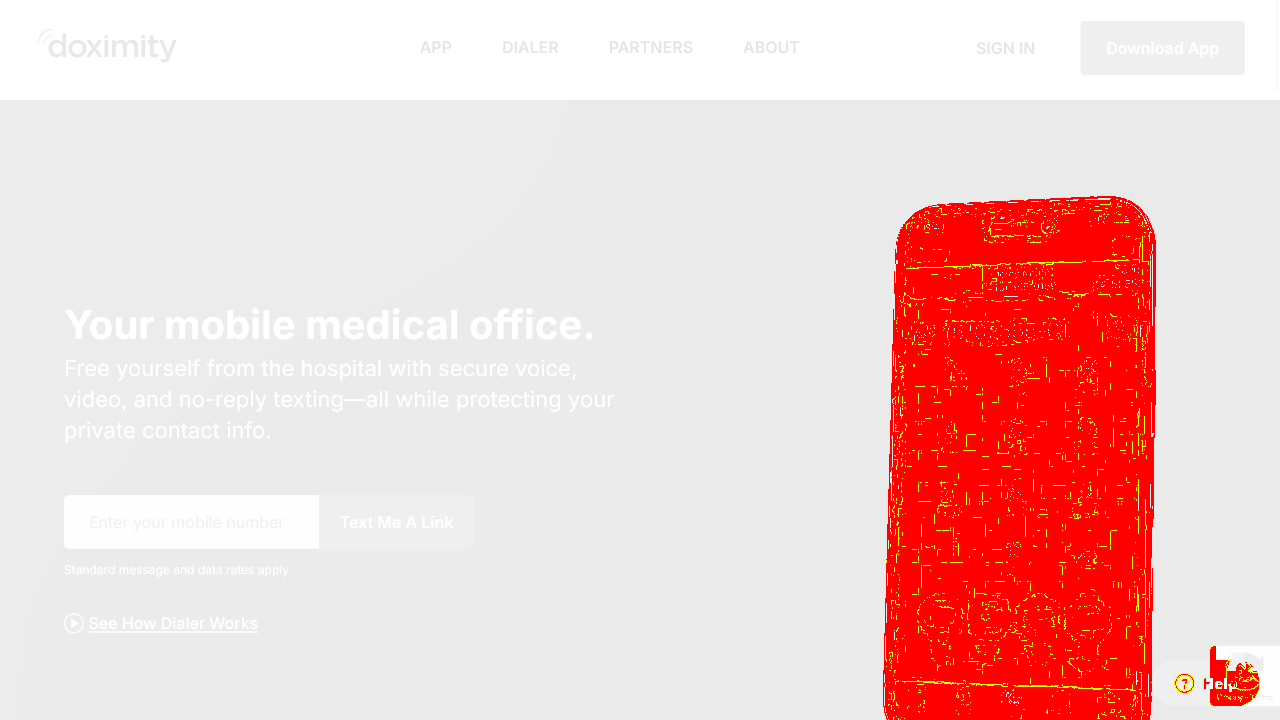 doximity
APP DIALER PARTNERS ABOUT SIGN IN Download App
Your mobile medical office.
Free yourself from the hospital with secure voice,
video, and no-reply texting—all while protecting your
private contact info.
Enter your mobile number Text Me A Link
Standard message and data rates apply
See How Dialer Works
Help